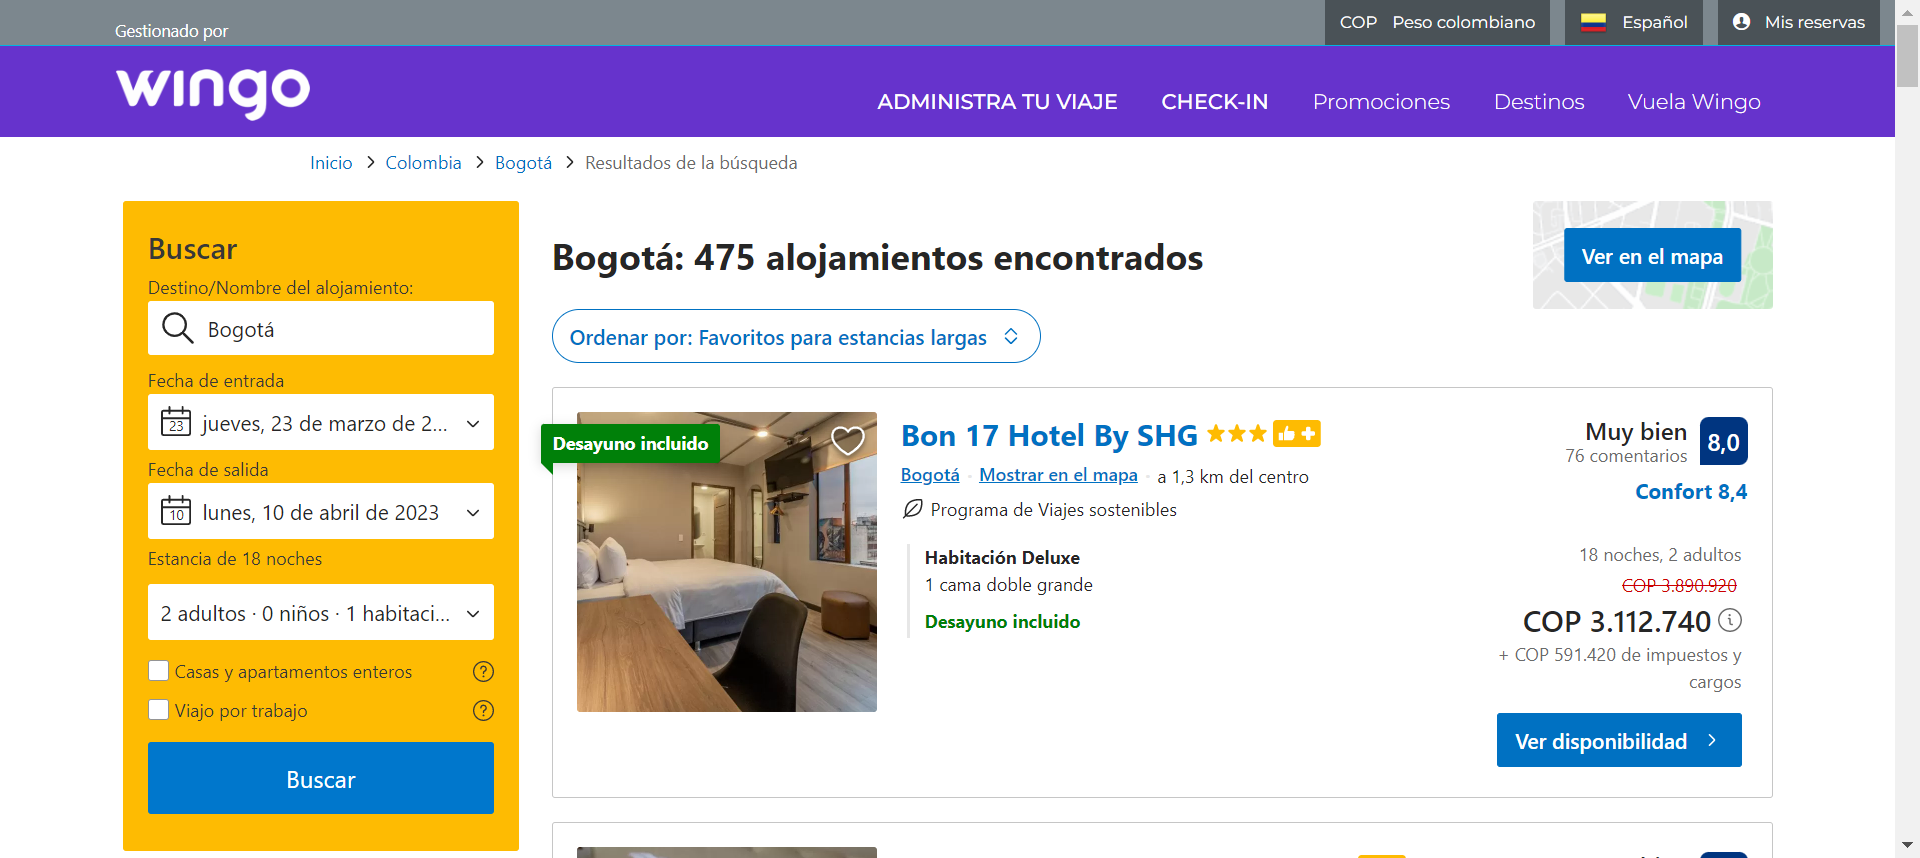 Gestionado por
COP Peso colombiano
Español
Mis reservas
wingo
ADMINISTRA TU VIAJE
CHECK-IN
Promociones
Destinos
Vuela Wingo
Inicio
Colombia
Bogotá
Resultados de la búsqueda
Buscar
Destino/Nombre del alojamiento:
Bogotá
Fecha de entrada
23
jueves, 23 de marzo de 2...
Fecha de salida
10
lunes, 10 de abril de 2023
Estancia de 18 noches
2 adultos · 0 niños · 1 habitaci...
Casas y apartamentos enteros
Viajo por trabajo
Buscar
Bogotá: 475 alojamientos encontrados
Ver en el mapa
Ordenar por: Favoritos para estancias largas
Desayuno incluido
Bon 17 Hotel By SHG
Bogotá
Mostrar en el mapa
a 1,3 km del centro
Programa de Viajes sostenibles
Habitación Deluxe
1 cama doble grande
Desayuno incluido
Muy bien
8,0
76 comentarios
Confort 8,4
18 noches, 2 adultos
COP 3.890.920
COP 3.112.740
+ COP 591.420 de impuestos y
cargos
Ver disponibilidad